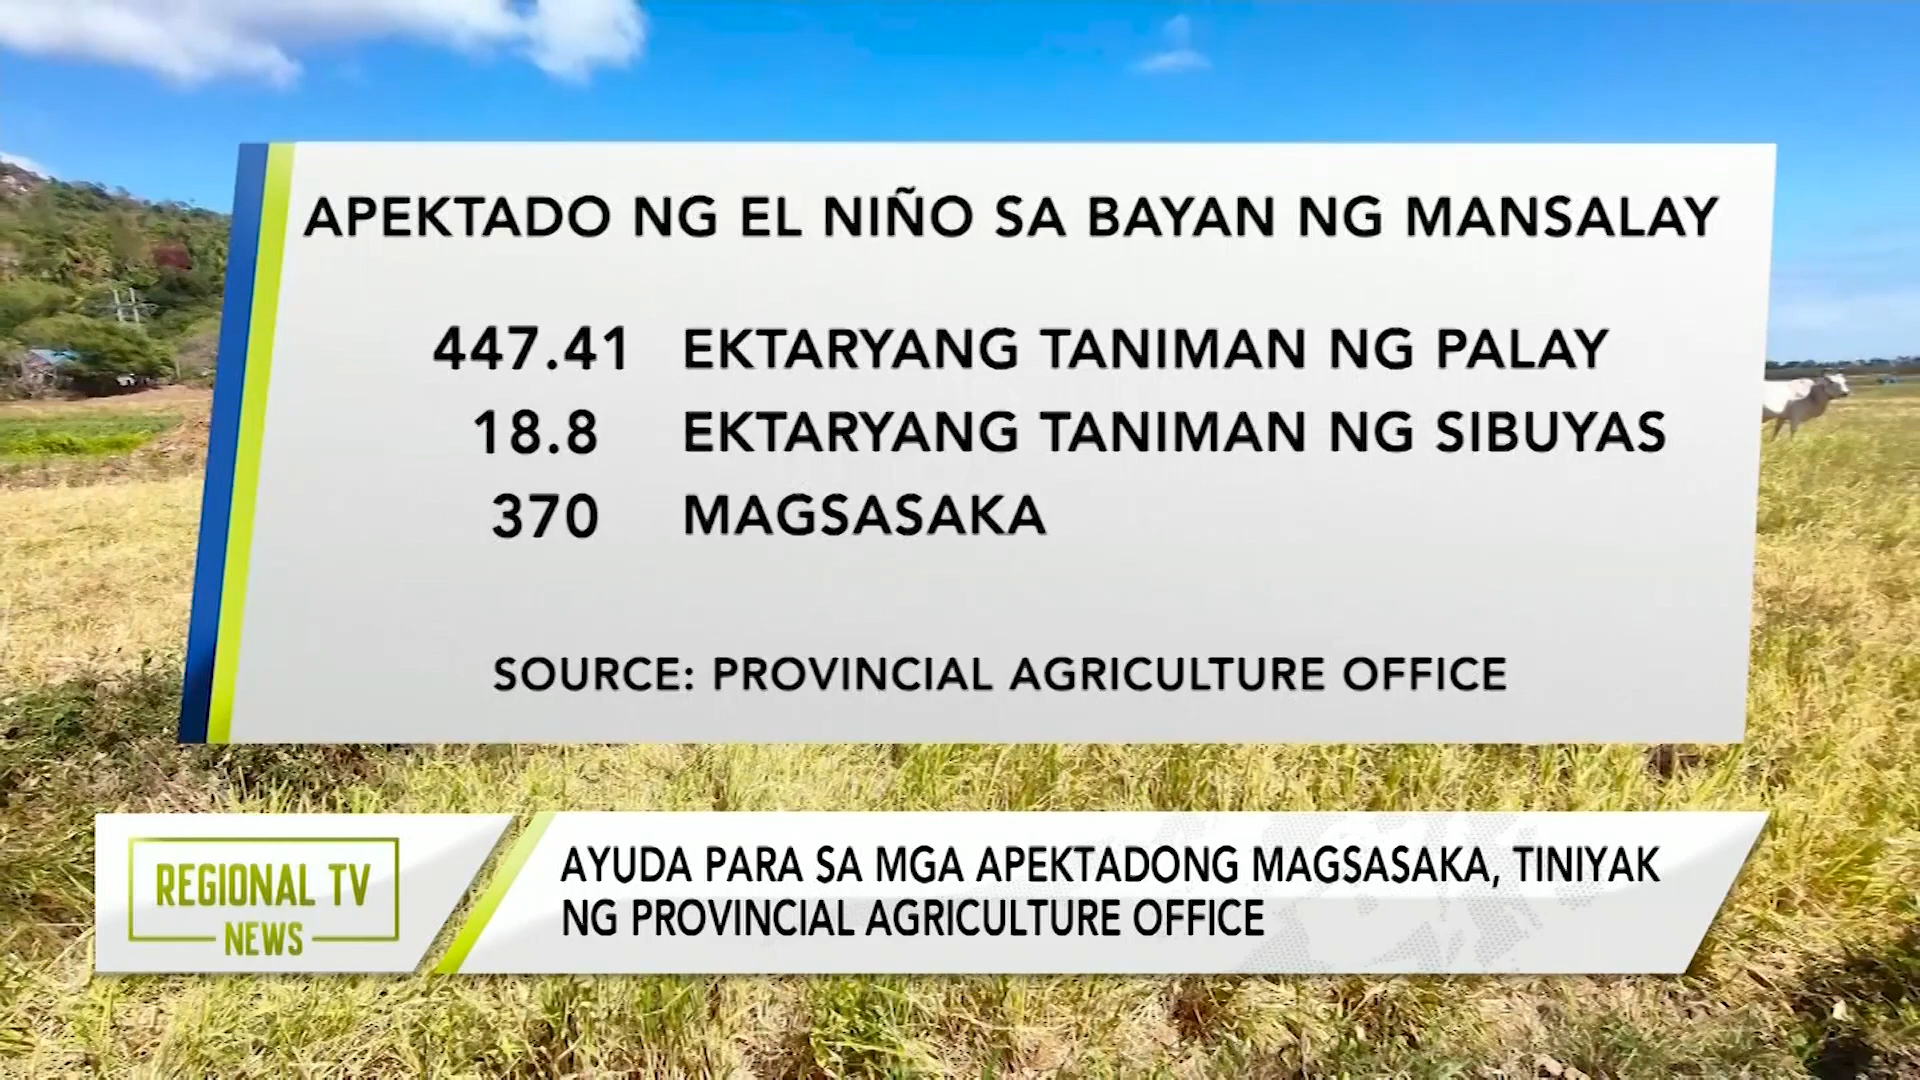 APEKTADO NG EL NIÑO SA BAYAN NG MANSALAY
447.41 EKTARYANG TANIMAN NG PALAY
18.8 EKTARYANG TANIMAN NG SIBUYAS
370 MAGSASAKA
SOURCE: PROVINCIAL AGRICULTURE OFFICE
REGIONAL TV
NEWS
AYUDA PARA SA MGA APEKTADONG MAGSASAKA, TINIYAK
NG PROVINCIAL AGRICULTURE OFFICE